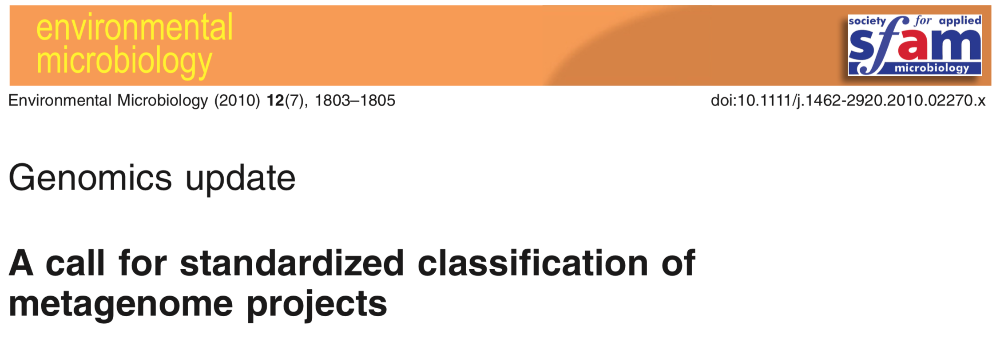 environmental
microbiology
society for applied
sfam
microbiology
Environmental Microbiology (2010) 12(7), 1803–1805
doi:10.1111/j.1462-2920.2010.02270.x
Genomics update
A call for standardized classification of
metagenome projects